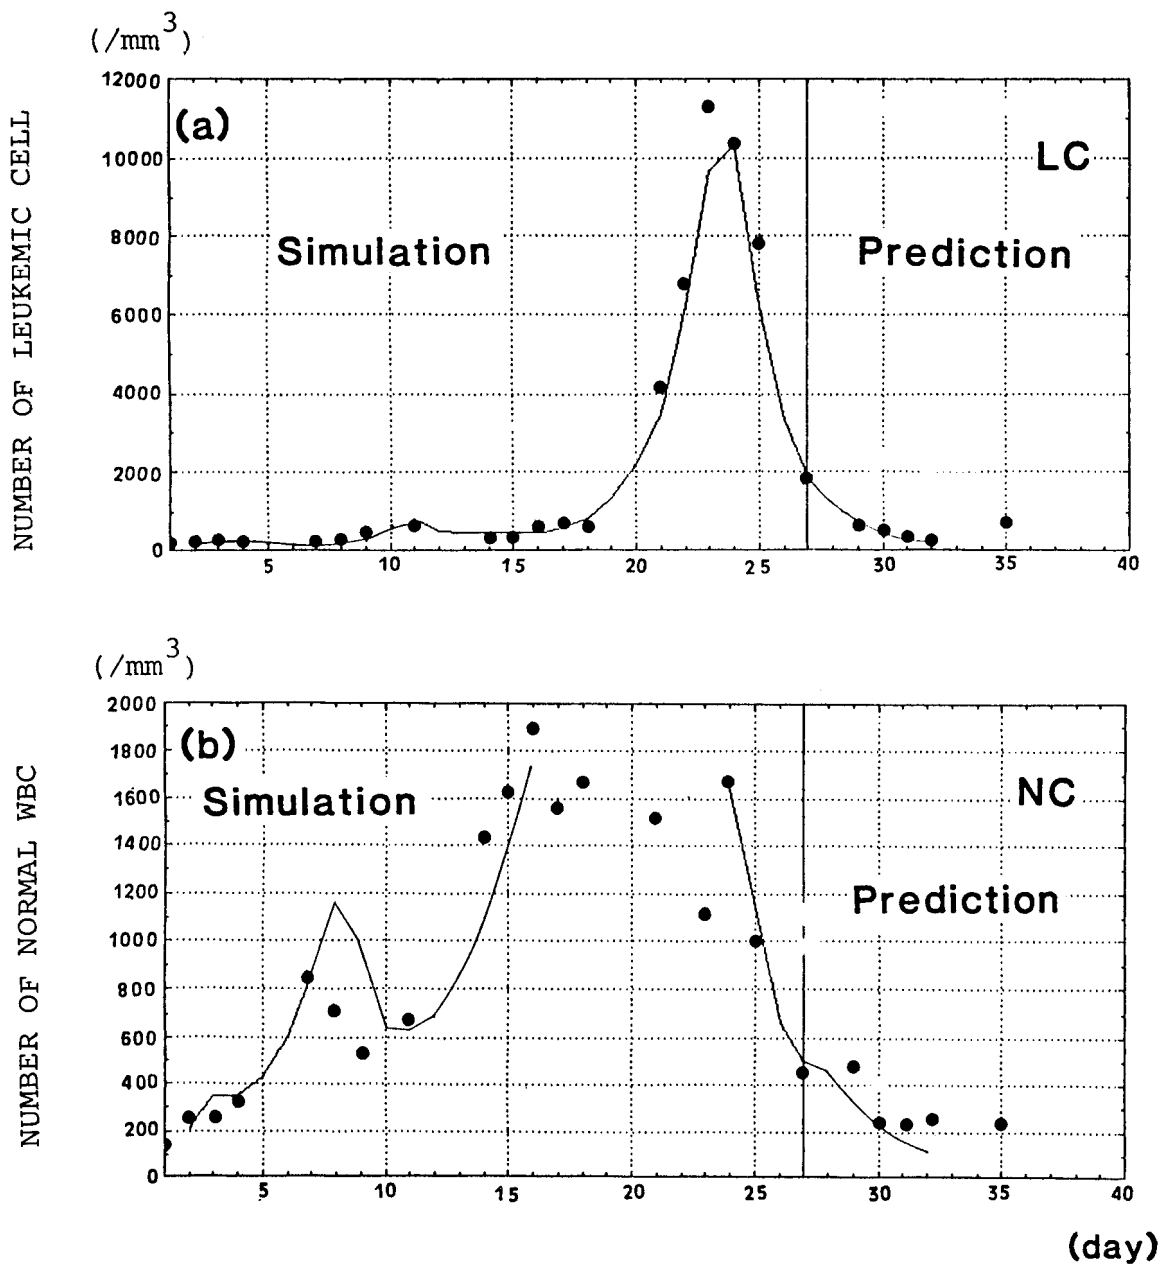 (/mm3)
12000
10000
8000
6000
4000
2000
0
NUMBER OF LEUKEMIC CELL
(a)
LC
Simulation
Prediction
5 10 15 20 25 30 35 40
(/mm3)
2000
1800
1600
1400
1200
1000
800
600
400
200
0
NUMBER OF NORMAL WBC
(b)
NC
Simulation
Prediction
5 10 15 20 25 30 35 40
(day)